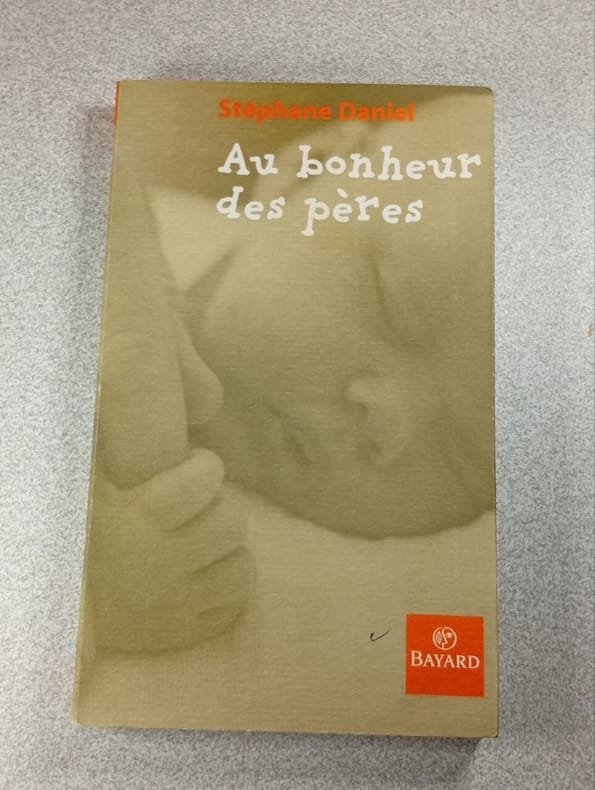 Stéphane Daniel
Au bonheur
des pères
BAYARD